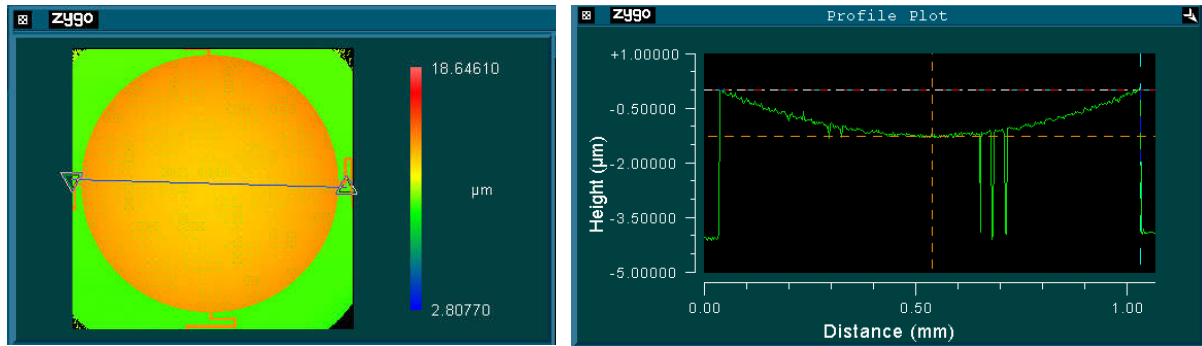 zygo
18.64610
µm
2.80770
zygo
Profile Plot
+1.00000
-0.50000
-2.00000
-3.50000
-5.00000
Height (µm)
0.00
0.50
1.00
Distance (mm)